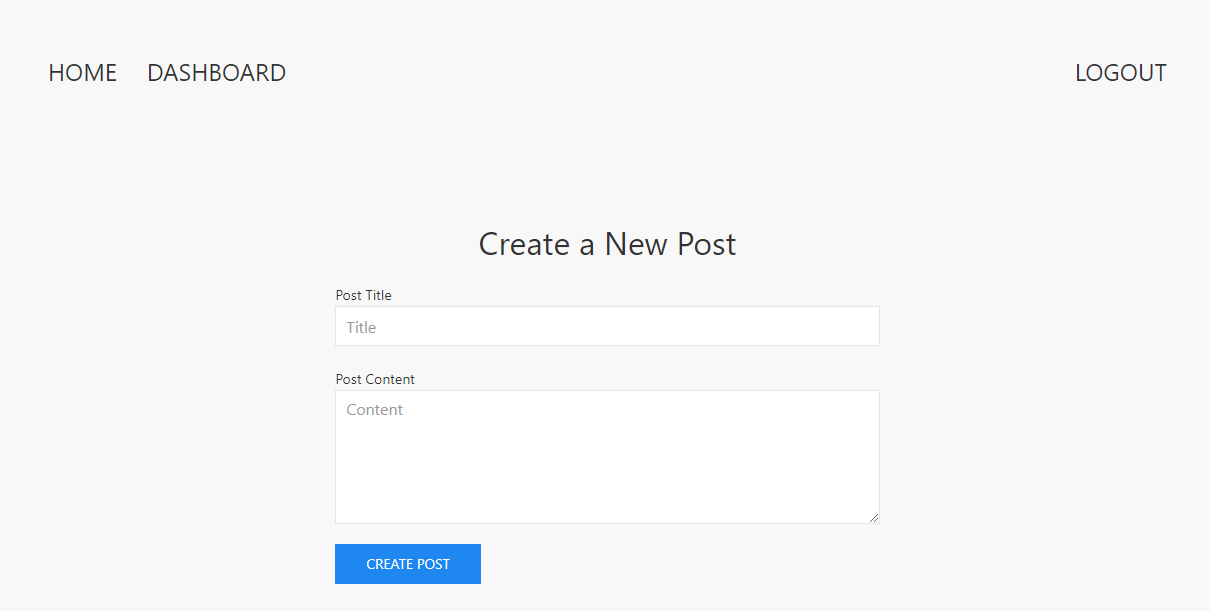 HOME DASHBOARD LOGOUT
Create a New Post
Post Title
Title
Post Content
Content
CREATE POST